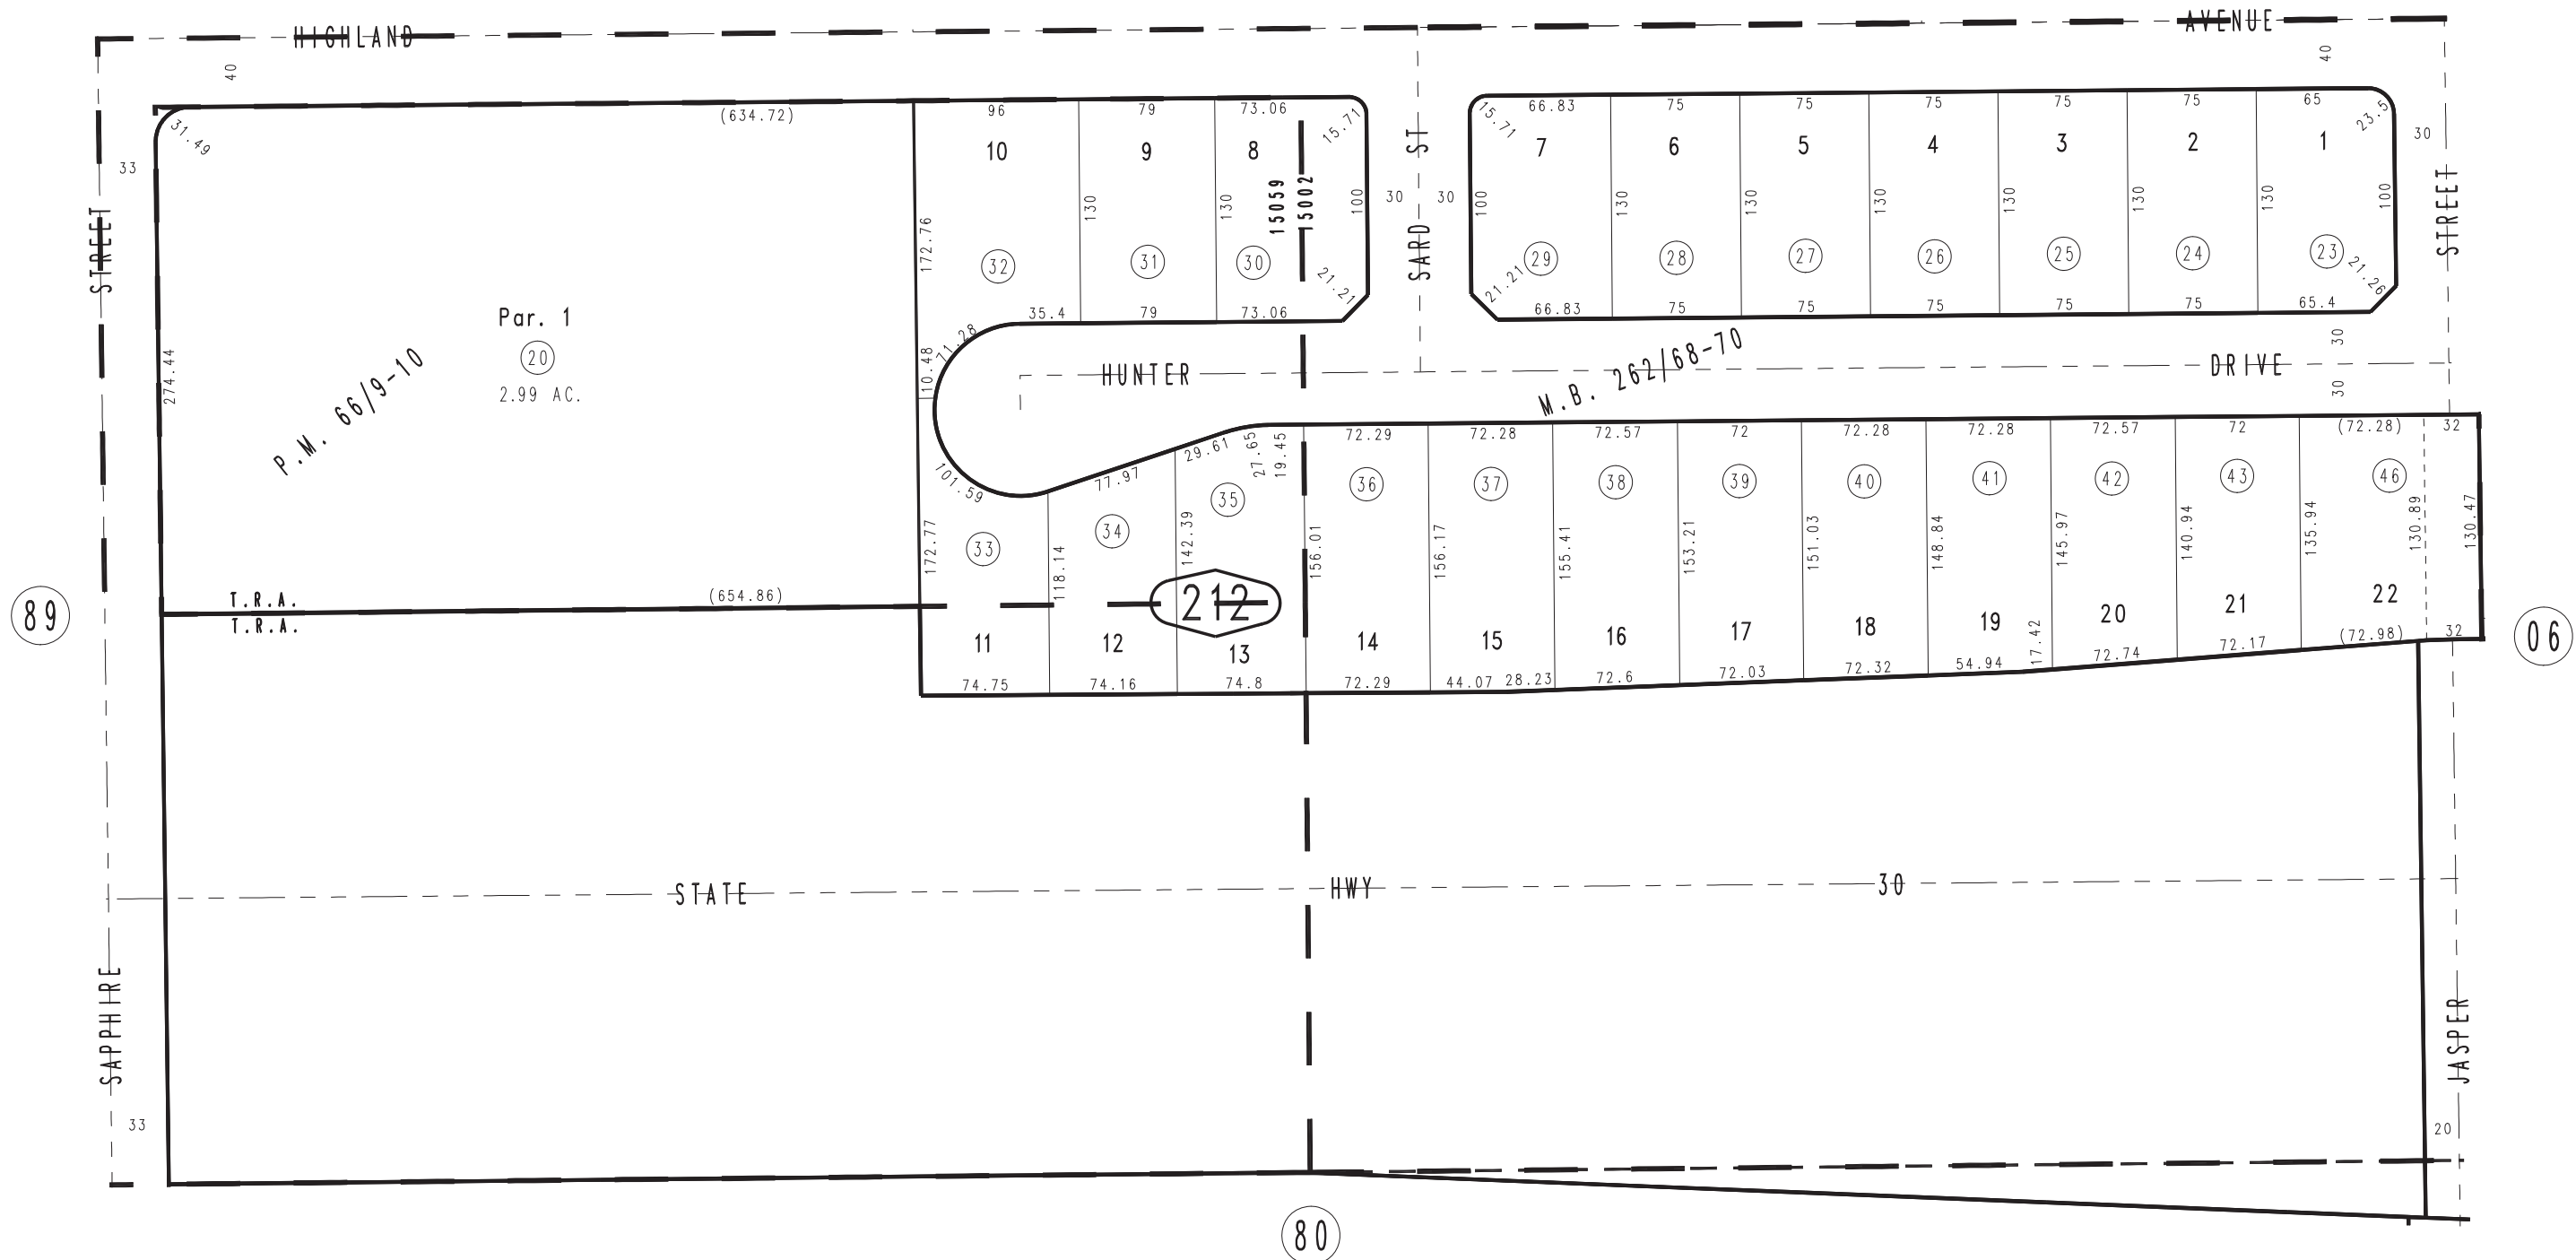 HIGHLAND AVENUE
40 40
STREET
33
31.49
(634.72)
274.44
Par. 1
20
2.99 AC.
P.M. 66/9-10
T.R.A.
T.R.A.
(654.86)
96 79 73.06 15.71
10 9 8
172.76 130 130 15059 15002 100
32 31 30
35.4 79 73.06 21.21
71.28
10.48
30 SARD ST 30
15.71 66.83 75 75 75 75 75 65 23.5
7 6 5 4 3 2 1
100 130 130 130 130 130 130 100
29 28 27 26 25 24 23
21.21 66.83 75 75 75 75 75 65.4 21.26
30
STREET
HUNTER DRIVE
30
30
M.B. 262/68-70
101.59 77.97 29.61 27.65 19.45 72.29 72.28 72.57 72 72.28 72.28 72.57 72 (72.28) 32
33 34 35 36 37 38 39 40 41 42 43 46
172.77 118.14 142.39 156.01 156.17 155.41 153.21 151.03 148.84 145.97 140.94 135.94 130.89 130.47
212
11 12 13 14 15 16 17 18 19 20 21 22
74.75 74.16 74.8 72.29 44.07 28.23 72.6 72.03 72.32 54.94 17.42 72.74 72.17 (72.98) 32
89
06
STATE HWY 30
SAPPHIRE
33
JASPER
20
80